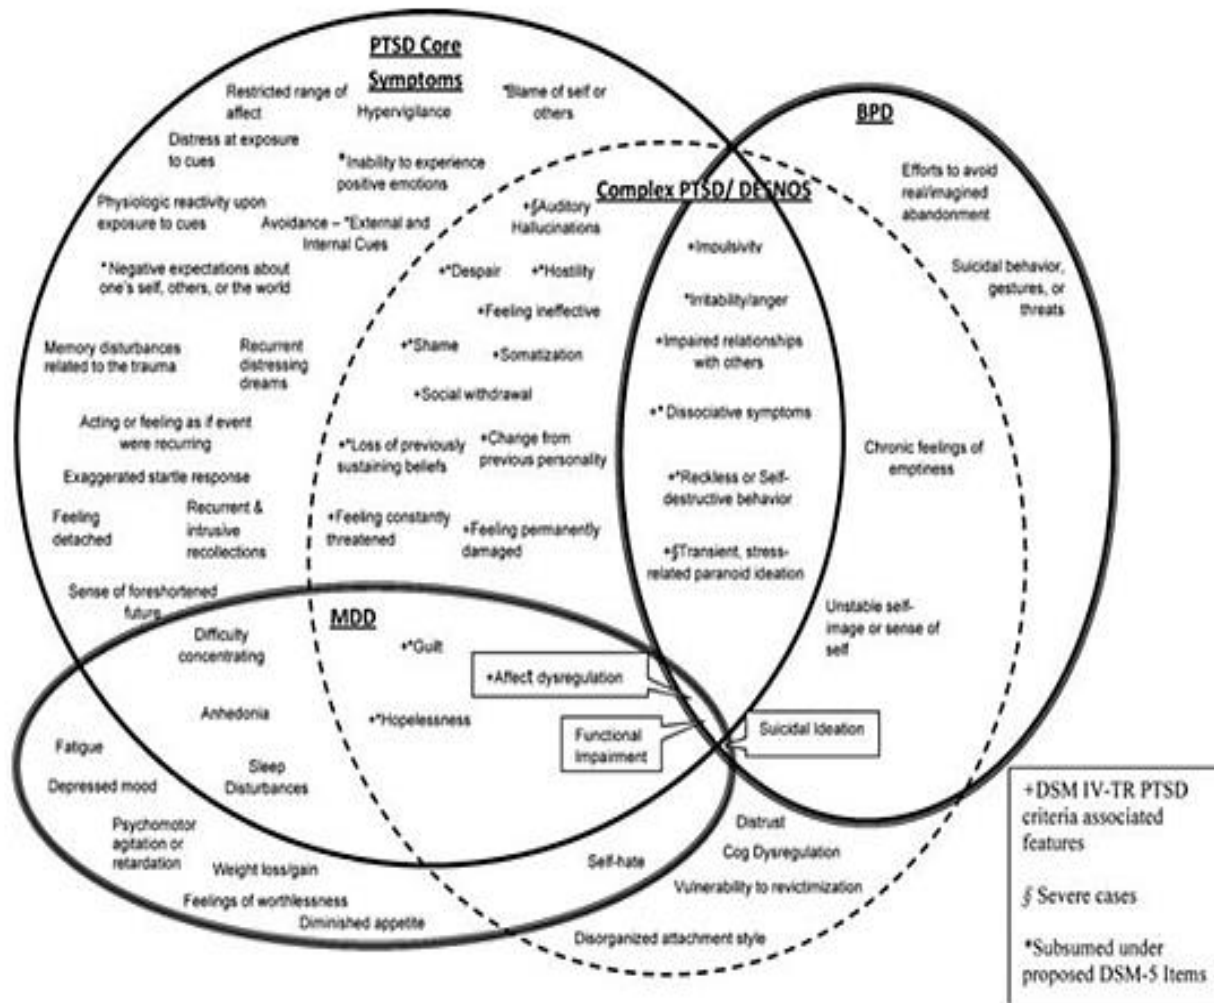 PTSD Core
Symptoms
Restricted range of
affect
Hypervigilance
*Blame of self or
others
BPD
Distress at exposure
to cues
*Inability to experience
positive emotions
Efforts to avoid
real/imagined
abandonment
Complex PTSD/ DESNOS
Physiologic reactivity upon
exposure to cues
Avoidance – *External and
Internal Cues
+§Auditory
Hallucinations
+Impulsivity
*Negative expectations about
one's self, others, or the world
+*Despair
+*Hostility
Suicidal behavior,
gestures, or
threats
*Irritability/anger
+Feeling ineffective
Memory disturbances
related to the trauma
Recurrent
distressing
dreams
+*Shame
+Somatization
+Impaired relationships
with others
+Social withdrawal
Acting or feeling as if event
were recurring
+* Dissociative symptoms
+*Loss of previously
sustaining beliefs
+Change from
previous personality
Chronic feelings of
emptiness
Exaggerated startle response
+*Reckless or Self-
destructive behavior
Feeling
detached
Recurrent &
intrusive
recollections
+Feeling constantly
threatened
+Feeling permanently
damaged
+§Transient, stress-
related paranoid ideation
Sense of foreshortened
future
MDD
Unstable self-
image or sense of
self
Difficulty
concentrating
+*Guilt
+Affect dysregulation
Anhedonia
+*Hopelessness
Functional
Impairment
Suicidal Ideation
Fatigue
Depressed mood
Sleep
Disturbances
Psychomotor
agitation or
retardation
Weight loss/gain
Feelings of worthlessness
Diminished appetite
Self-hate
Distrust
Cog Dysregulation
Vulnerability to revictimization
Disorganized attachment style
+DSM IV-TR PTSD
criteria associated
features
§ Severe cases
*Subsumed under
proposed DSM-5 Items